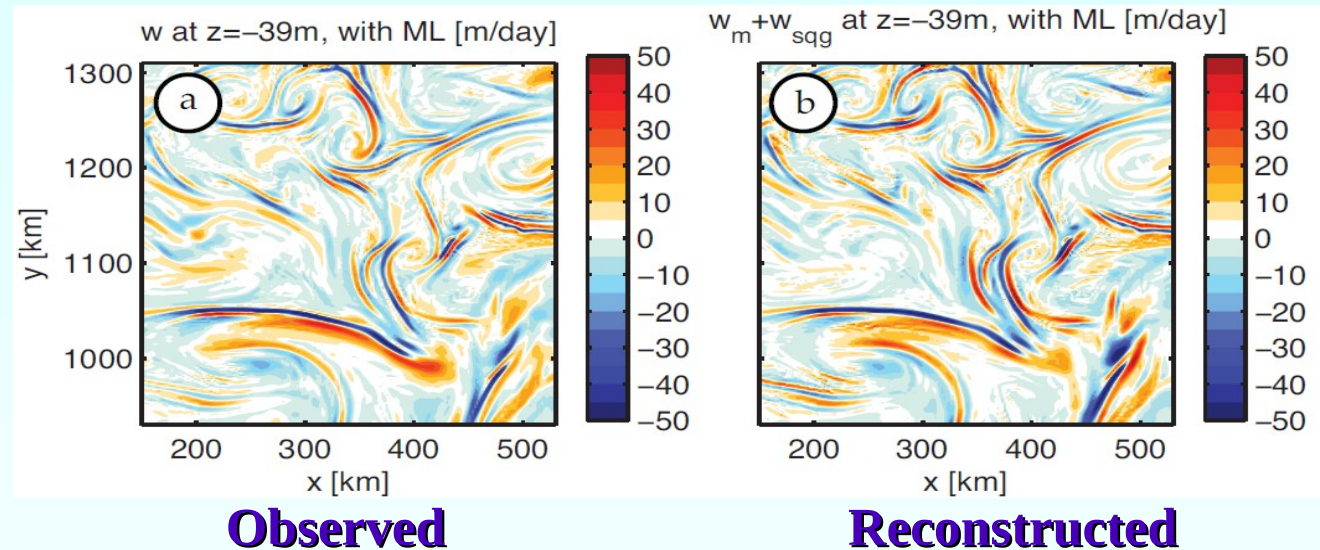 w at z=−39m, with ML [m/day]
a
1300
1200
1100
1000
y [km]
200 300 400 500
x [km]
50
40
30
20
10
0
−10
−20
−30
−40
−50
Observed
w_m+w_sqg at z=−39m, with ML [m/day]
b
200 300 400 500
x [km]
50
40
30
20
10
0
−10
−20
−30
−40
−50
Reconstructed